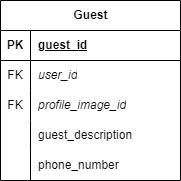 Guest
PK guest_id
FK user_id
FK profile_image_id
guest_description
phone_number